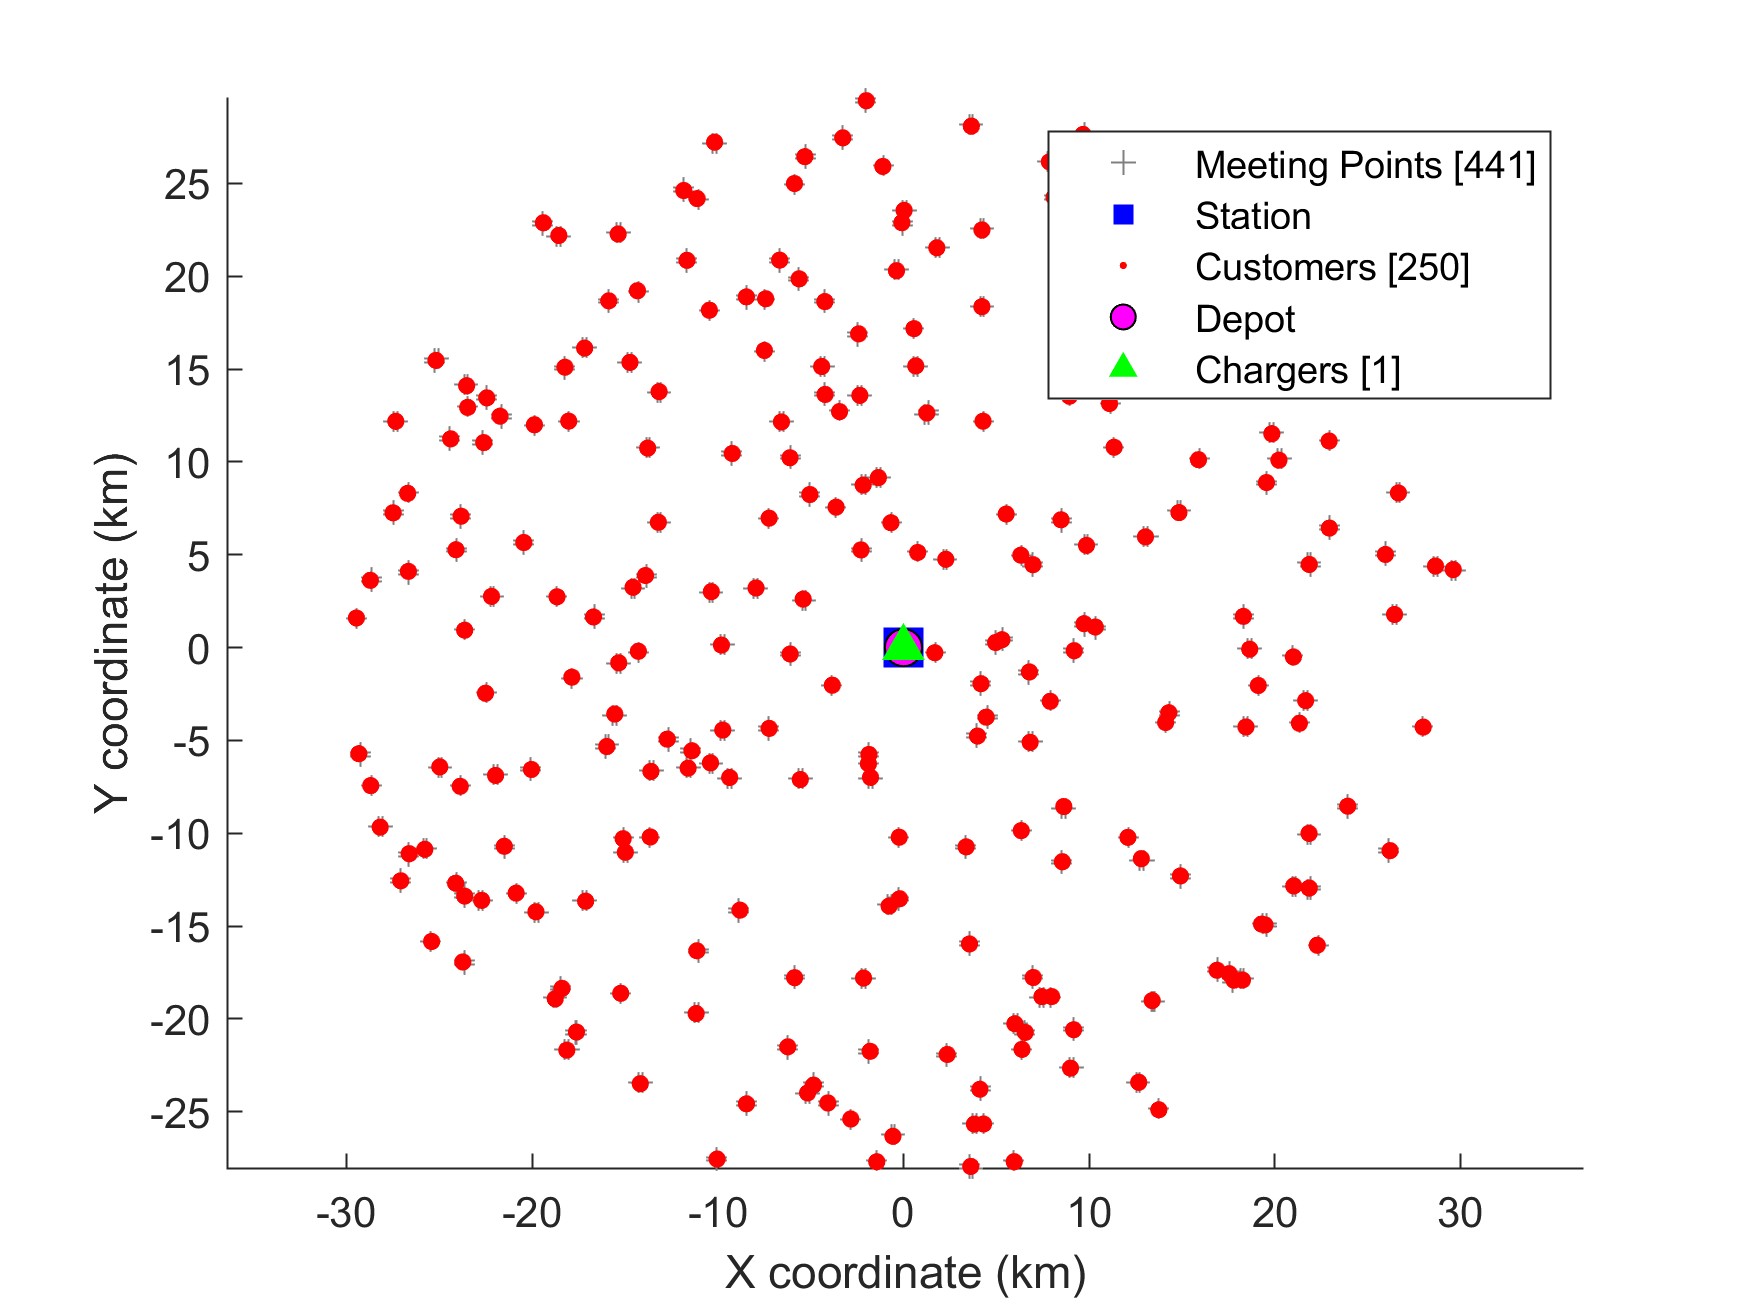 Meeting Points [441]
Station
Customers [250]
Depot
Chargers [1]
25
20
15
10
5
0
-5
-10
-15
-20
-25
Y coordinate (km)
-30 -20 -10 0 10 20 30
X coordinate (km)